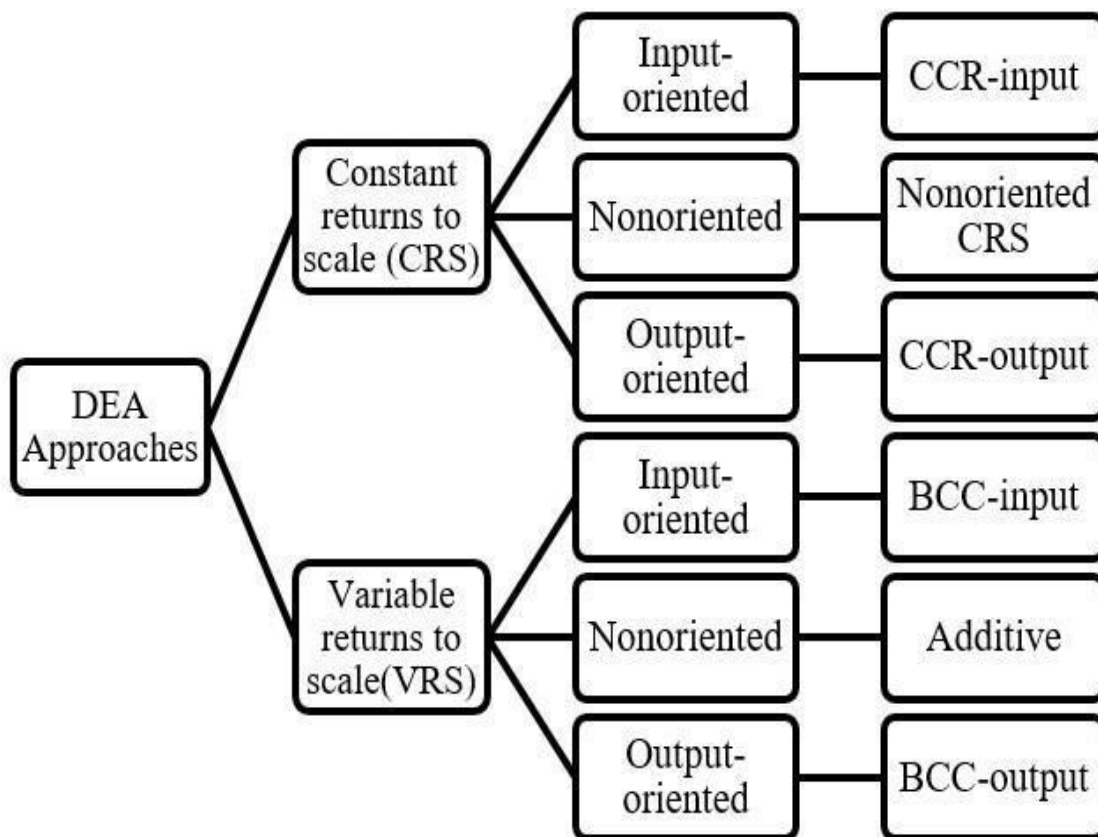 DEA
Approaches
Constant
returns to
scale (CRS)
Input-
oriented
CCR-input
Nonoriented
Nonoriented
CRS
Output-
oriented
CCR-output
Variable
returns to
scale(VRS)
Input-
oriented
BCC-input
Nonoriented
Additive
Output-
oriented
BCC-output